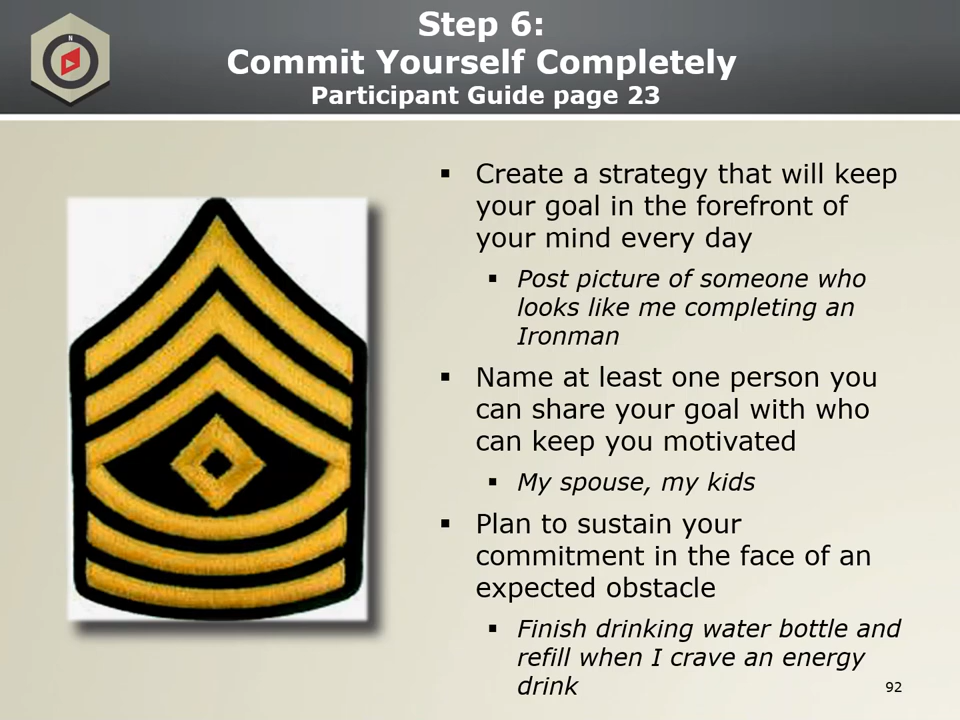 N
Step 6:
Commit Yourself Completely
Participant Guide page 23
▪ Create a strategy that will keep
your goal in the forefront of
your mind every day
▪ Post picture of someone who
looks like me completing an
Ironman
▪ Name at least one person you
can share your goal with who
can keep you motivated
▪ My spouse, my kids
▪ Plan to sustain your
commitment in the face of an
expected obstacle
▪ Finish drinking water bottle and
refill when I crave an energy
drink
92